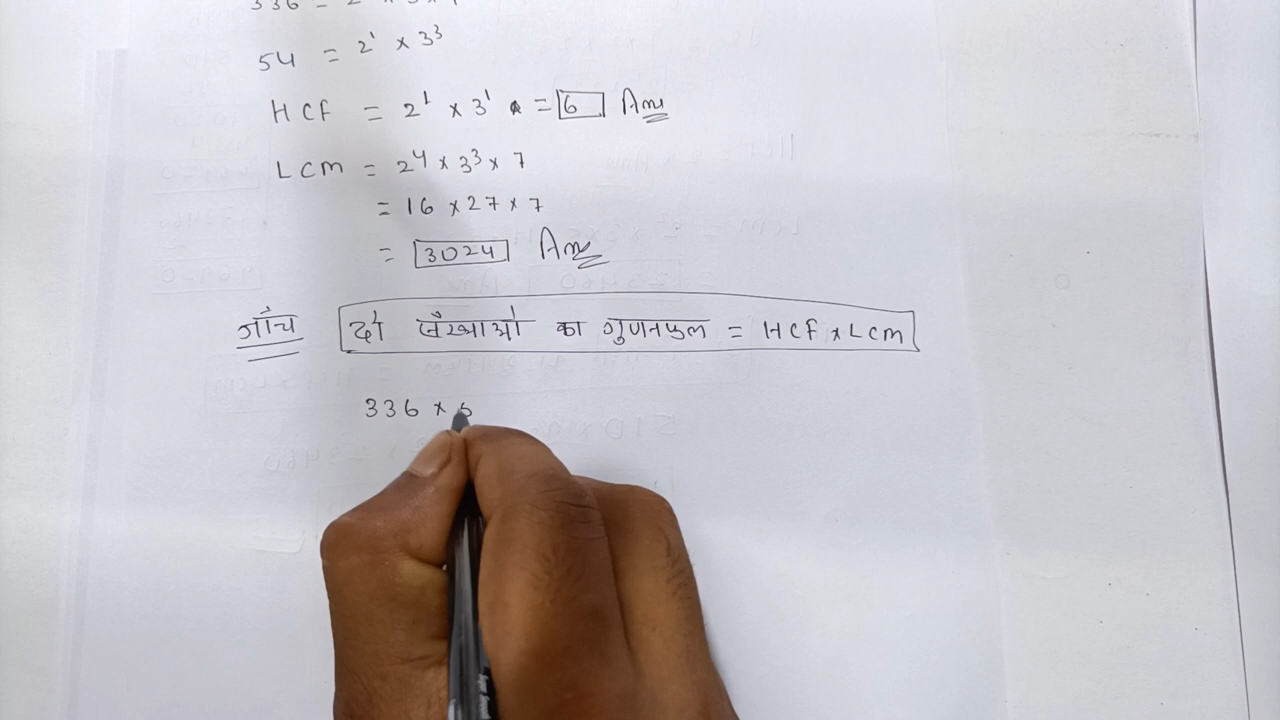 54 = 2¹ × 3³
HCF = 2¹ × 3¹ = 6 Ans
LCM = 2⁴ × 3³ × 7
= 16 × 27 × 7
= 3024 Ans
जाँच दो संख्याओं का गुणनफल = HCF × LCM
336 × 5